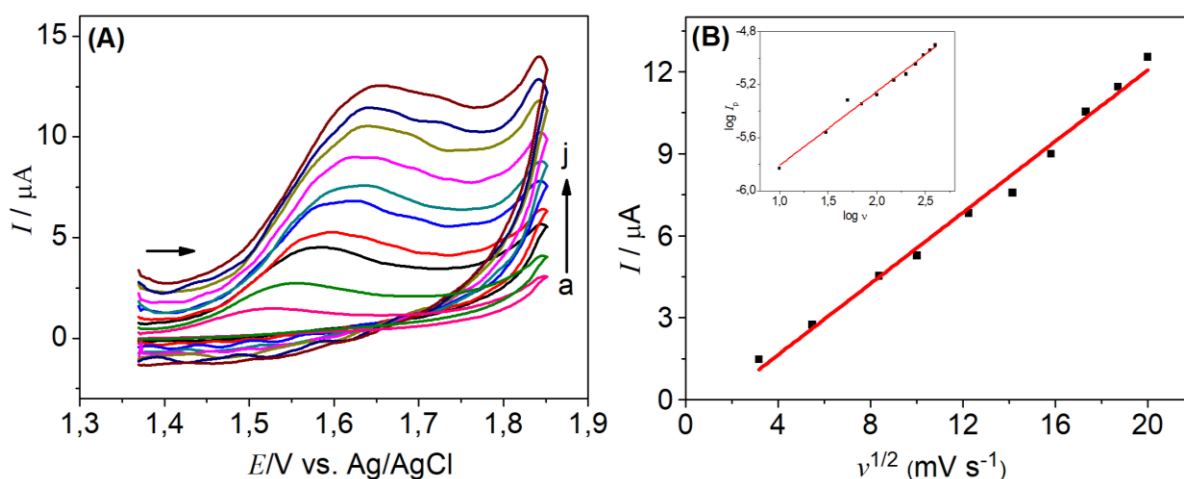 (A)
15
10
5
0
I / μA
j
a
1,3 1,4 1,5 1,6 1,7 1,8 1,9
E/V vs. Ag/AgCl
(B)
12
9
6
3
0
I / μA
0 4 8 12 16 20
v^1/2 (mV s⁻¹)
-4,8
-5,2
-5,6
-6,0
log Iₚ
1,0 1,5 2,0 2,5
log v